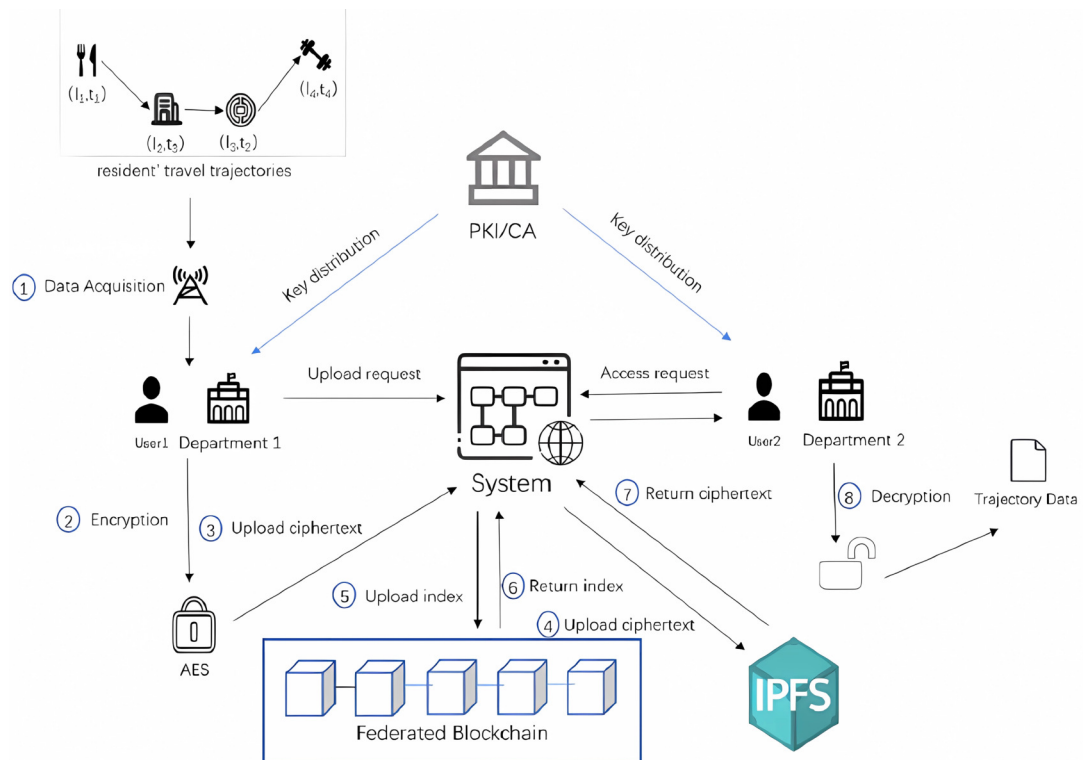 (l₁,t₁)
(l₂,t₃)
(l₃,t₂)
(l₄,t₄)
resident' travel trajectories
PKI/CA
Key distribution
Key distribution
1 Data Acquisition
Upload request
Access request
User1 Department 1
System
User2 Department 2
2 Encryption
3 Upload ciphertext
7 Return ciphertext
8 Decryption
Trajectory Data
5 Upload index
6 Return index
4 Upload ciphertext
AES
IPFS
Federated Blockchain